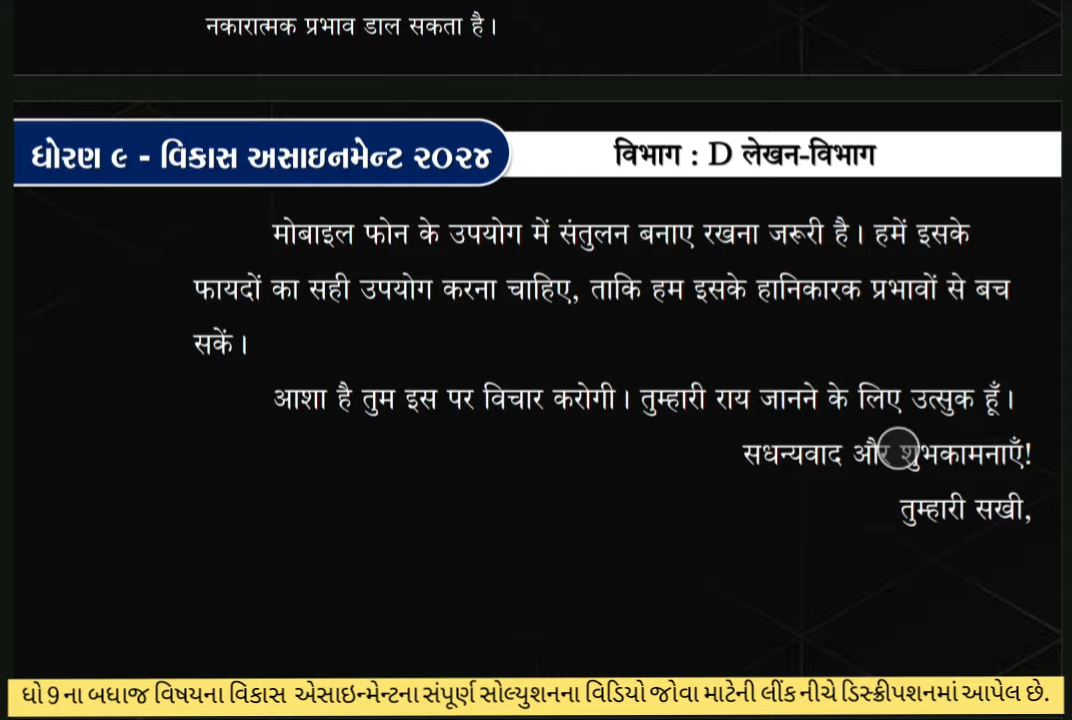 नकारात्मक प्रभाव डाल सकता है।
ધોરણ ૯ - વિકાસ અસાઇનમેન્ટ ૨૦૨૪
विभाग : D लेखन-विभाग
मोबाइल फोन के उपयोग में संतुलन बनाए रखना जरूरी है। हमें इसके
फायदों का सही उपयोग करना चाहिए, ताकि हम इसके हानिकारक प्रभावों से बच
सकें।
आशा है तुम इस पर विचार करोगी। तुम्हारी राय जानने के लिए उत्सुक हूँ।
सधन्यवाद और शुभकामनाएँ!
तुम्हारी सखी,
ધો 9 ના બધાજ વિષયના વિકાસ એસાઇન્મેન્ટના સંપૂર્ણ સોલ્યુશનના વિડિયો જોવા માટેની લીંક નીચે ડિસ્ક્રીપશનમાં આપેલ છે.